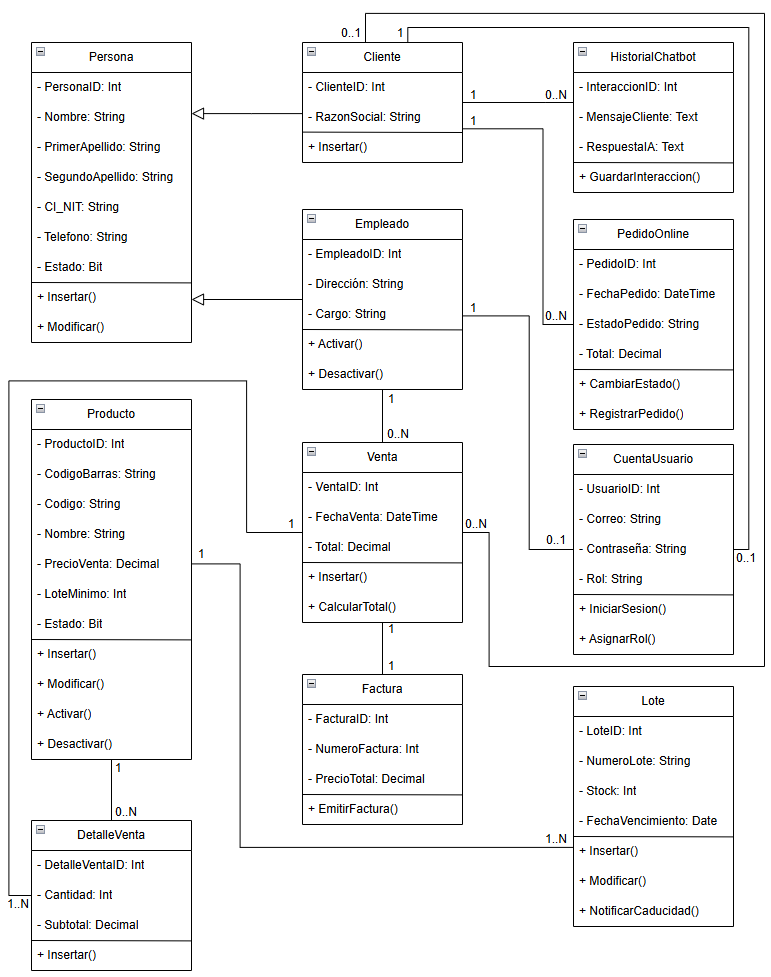 Persona
- PersonaID: Int
- Nombre: String
- PrimerApellido: String
- SegundoApellido: String
- CI_NIT: String
- Telefono: String
- Estado: Bit
+ Insertar()
+ Modificar()
0..1
1
Cliente
- ClienteID: Int
- RazonSocial: String
+ Insertar()
1
0..N
1
HistorialChatbot
- InteraccionID: Int
- MensajeCliente: Text
- RespuestaIA: Text
+ GuardarInteraccion()
Empleado
- EmpleadoID: Int
- Dirección: String
- Cargo: String
+ Activar()
+ Desactivar()
1
0..N
1
0..N
PedidoOnline
- PedidoID: Int
- FechaPedido: DateTime
- EstadoPedido: String
- Total: Decimal
+ CambiarEstado()
+ RegistrarPedido()
Producto
- ProductoID: Int
- CodigoBarras: String
- Codigo: String
- Nombre: String
- PrecioVenta: Decimal
- LoteMinimo: Int
- Estado: Bit
+ Insertar()
+ Modificar()
+ Activar()
+ Desactivar()
1
0..N
1
Venta
- VentaID: Int
- FechaVenta: DateTime
- Total: Decimal
+ Insertar()
+ CalcularTotal()
1
0..N
1
1
CuentaUsuario
- UsuarioID: Int
- Correo: String
- Contraseña: String
- Rol: String
+ IniciarSesion()
+ AsignarRol()
0..1
0..1
Factura
- FacturaID: Int
- NumeroFactura: Int
- PrecioTotal: Decimal
+ EmitirFactura()
Lote
- LoteID: Int
- NumeroLote: String
- Stock: Int
- FechaVencimiento: Date
+ Insertar()
+ Modificar()
+ NotificarCaducidad()
1..N
DetalleVenta
- DetalleVentaID: Int
- Cantidad: Int
- Subtotal: Decimal
+ Insertar()
1..N